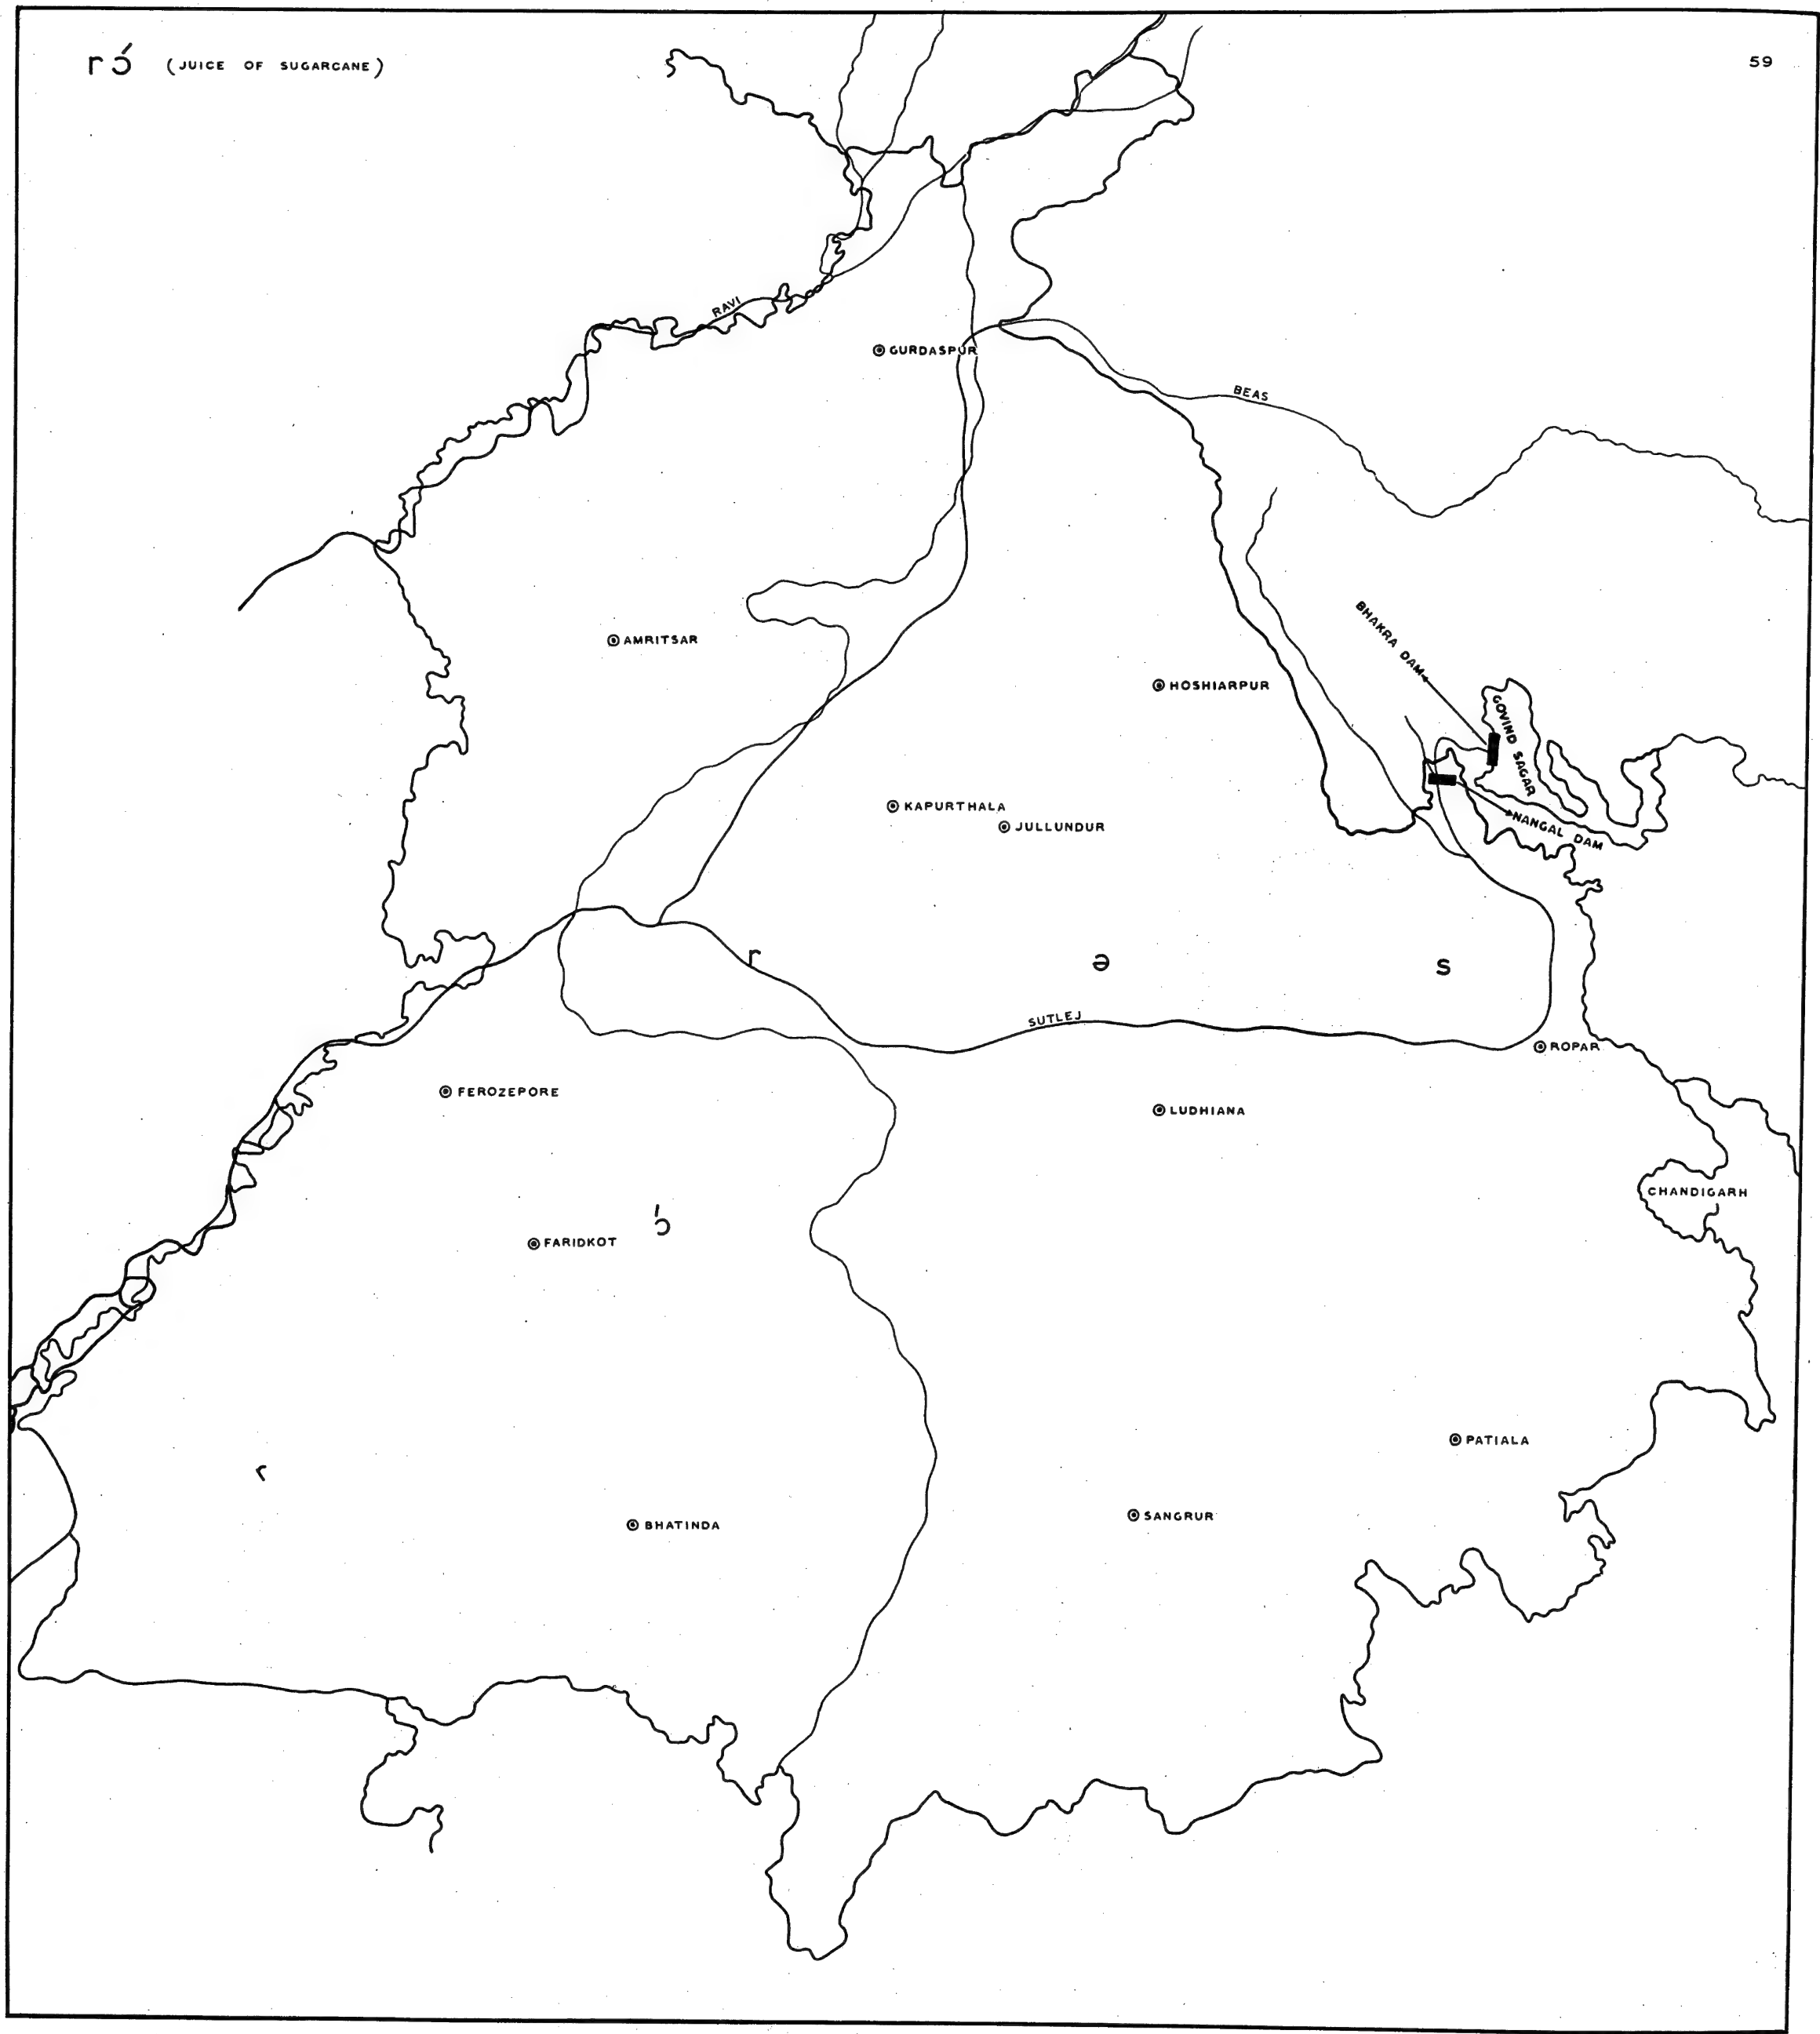 rɔ́ (JUICE OF SUGARCANE)
59
RAVI
GURDASPUR
BEAS
BHAKRA DAM
AMRITSAR
HOSHIARPUR
GOVIND SAGAR
KAPURTHALA
JULLUNDUR
NANGAL DAM
r ə s
SUTLEJ
ROPAR
FEROZEPORE
LUDHIANA
CHANDIGARH
ɔ́
FARIDKOT
PATIALA
r
SANGRUR
BHATINDA